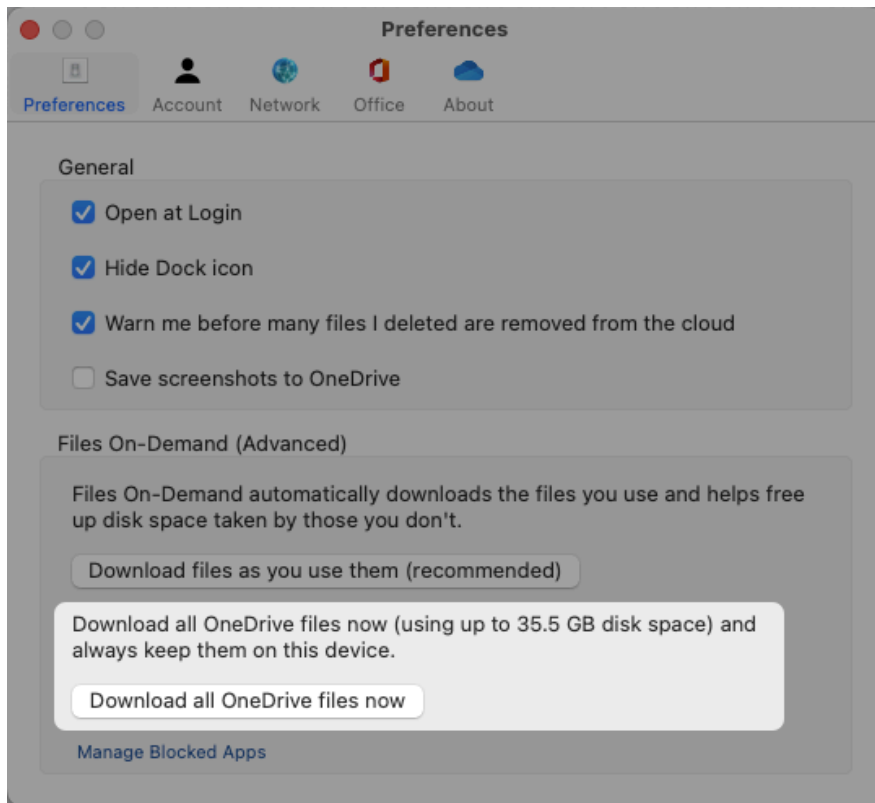 Preferences
Preferences Account Network Office About
General
Open at Login
Hide Dock icon
Warn me before many files I deleted are removed from the cloud
Save screenshots to OneDrive
Files On-Demand (Advanced)
Files On-Demand automatically downloads the files you use and helps free
up disk space taken by those you don't.
Download files as you use them (recommended)
Download all OneDrive files now (using up to 35.5 GB disk space) and
always keep them on this device.
Download all OneDrive files now
Manage Blocked Apps